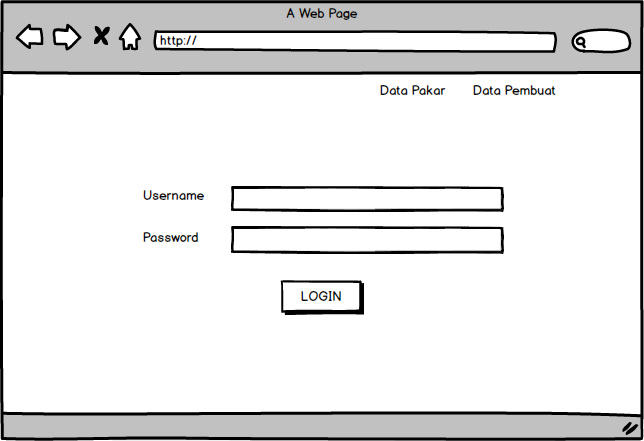 A Web Page
http://
Data Pakar Data Pembuat
Username
Password
LOGIN